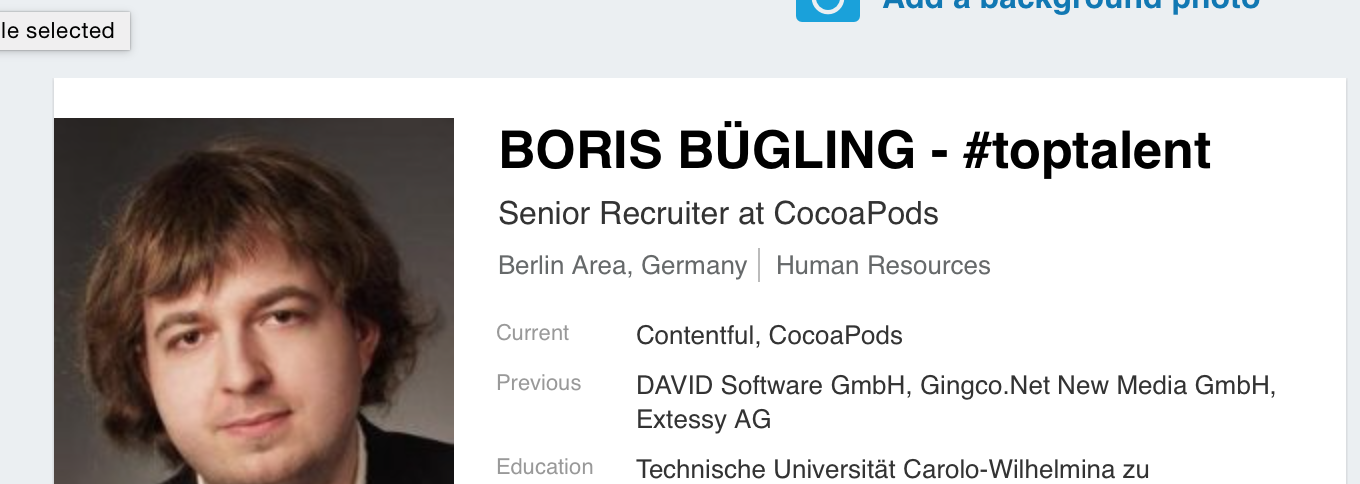 Add a background photo
le selected
BORIS BÜGLING - #toptalent
Senior Recruiter at CocoaPods
Berlin Area, Germany | Human Resources
Current Contentful, CocoaPods
Previous DAVID Software GmbH, Gingco.Net New Media GmbH,
Extessy AG
Education Technische Universität Carolo-Wilhelmina zu